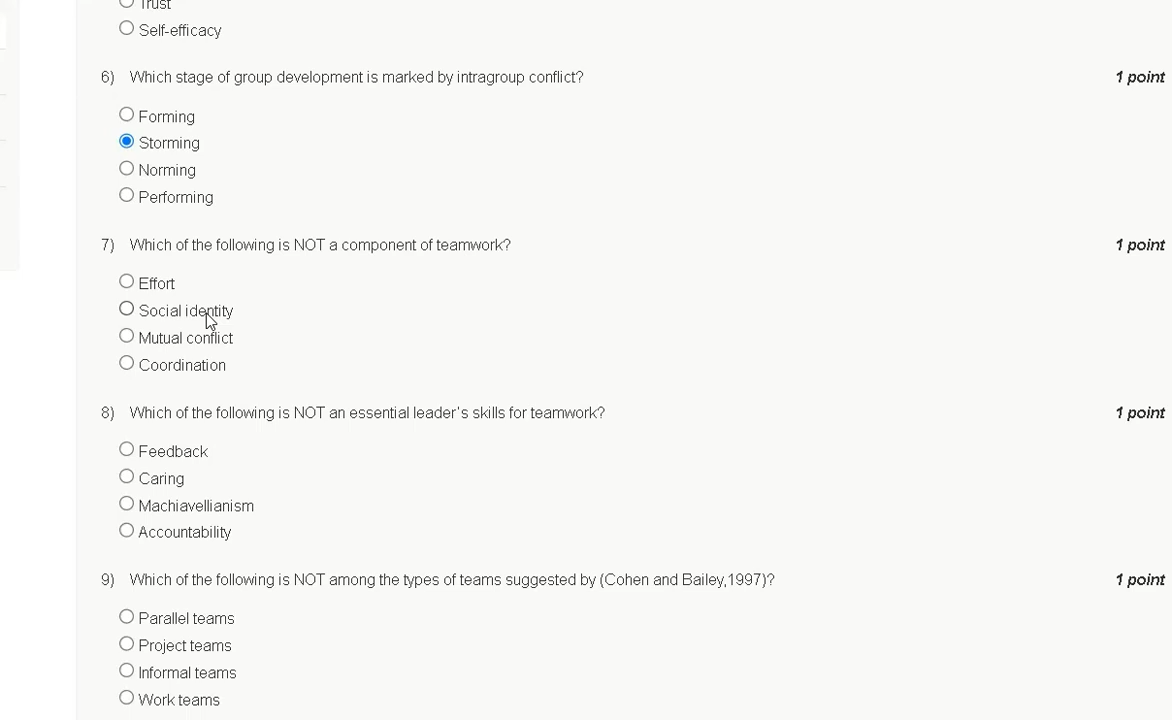 Trust
Self-efficacy
6) Which stage of group development is marked by intragroup conflict? 1 point
Forming
Storming
Norming
Performing
7) Which of the following is NOT a component of teamwork? 1 point
Effort
Social identity
Mutual conflict
Coordination
8) Which of the following is NOT an essential leader's skills for teamwork? 1 point
Feedback
Caring
Machiavellianism
Accountability
9) Which of the following is NOT among the types of teams suggested by (Cohen and Bailey,1997)? 1 point
Parallel teams
Project teams
Informal teams
Work teams